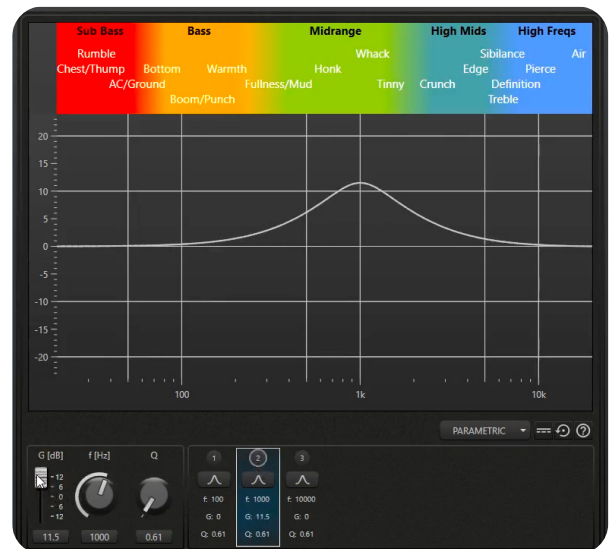 Sub Bass Bass Midrange High Mids High Freqs
Rumble Whack Sibilance Air
Chest/Thump Bottom Warmth Honk Edge Pierce
AC/Ground Fullness/Mud Tinny Crunch Definition
Boom/Punch Treble
20
15
10
5
0
-5
-10
-15
-20
100 1k 10k
PARAMETRIC
G [dB] f [Hz] Q
1 2 3
12
6
0
6
-12
f: 100 f: 1000 f: 10000
G: 0 G: 11.5 G: 0
Q: 0.61 Q: 0.61 Q: 0.61
11.5 1000 0.61